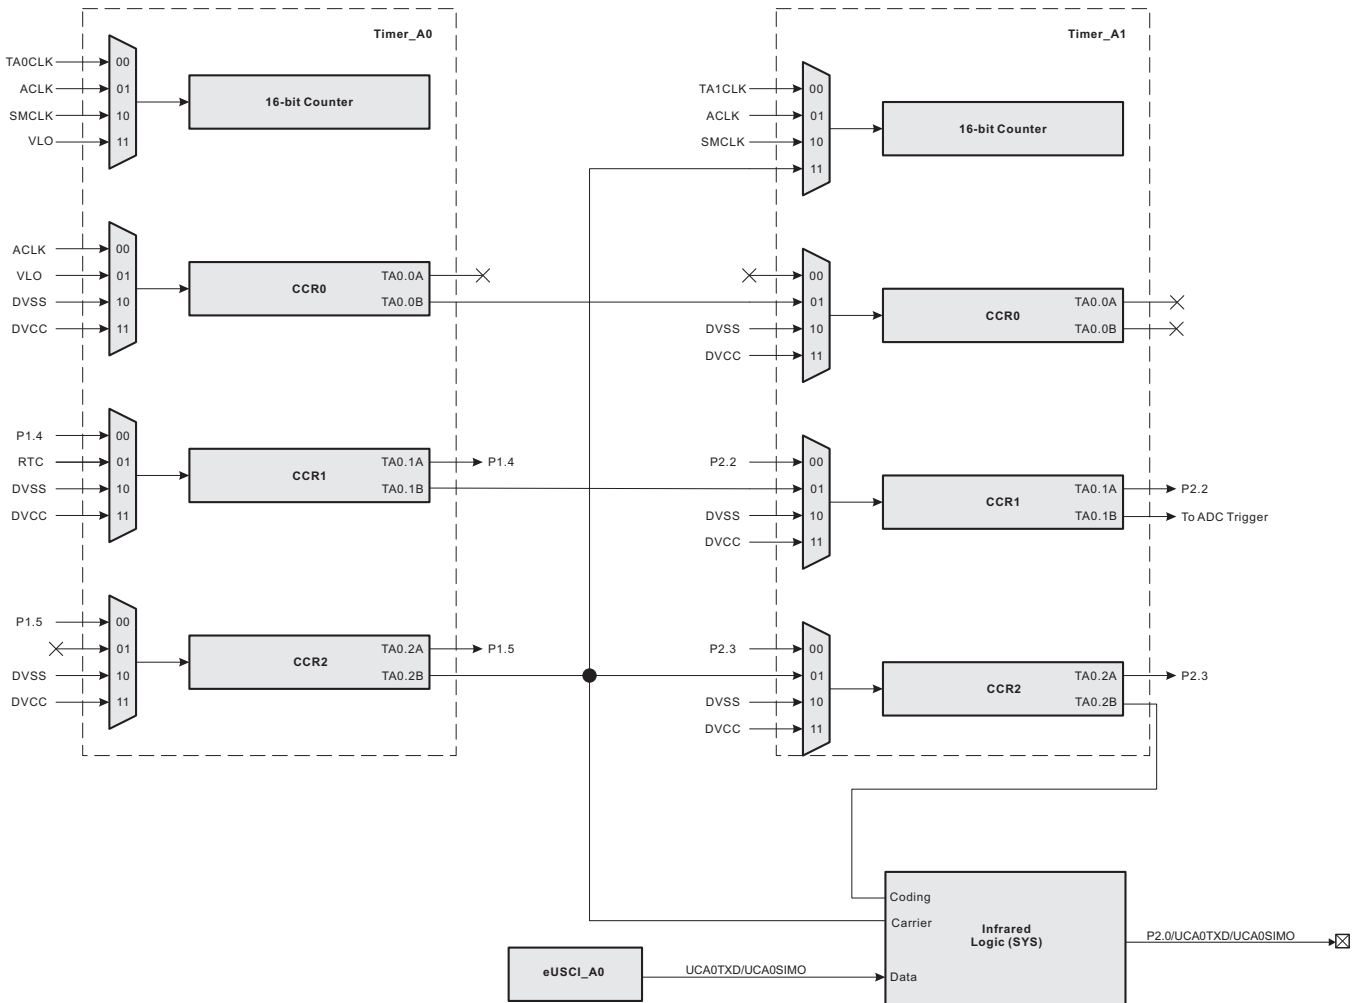 Timer_A0
TA0CLK
00
ACLK
01
SMCLK
10
VLO
11
16-bit Counter
ACLK
00
VLO
01
DVSS
10
DVCC
11
CCR0
TA0.0A
TA0.0B
P1.4
00
RTC
01
DVSS
10
DVCC
11
CCR1
TA0.1A
P1.4
TA0.1B
P1.5
00
01
DVSS
10
DVCC
11
CCR2
TA0.2A
P1.5
TA0.2B
Timer_A1
TA1CLK
00
ACLK
01
SMCLK
10
11
16-bit Counter
00
01
DVSS
10
DVCC
11
CCR0
TA0.0A
TA0.0B
P2.2
00
01
DVSS
10
DVCC
11
CCR1
TA0.1A
P2.2
TA0.1B
To ADC Trigger
P2.3
00
01
DVSS
10
DVCC
11
CCR2
TA0.2A
P2.3
TA0.2B
Coding
Carrier
Data
Infrared
Logic (SYS)
P2.0/UCA0TXD/UCA0SIMO
eUSCI_A0
UCA0TXD/UCA0SIMO